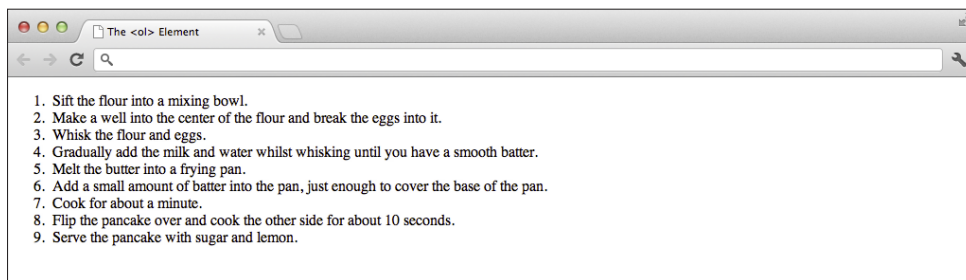 The <ol> Element
1. Sift the flour into a mixing bowl.
2. Make a well into the center of the flour and break the eggs into it.
3. Whisk the flour and eggs.
4. Gradually add the milk and water whilst whisking until you have a smooth batter.
5. Melt the butter into a frying pan.
6. Add a small amount of batter into the pan, just enough to cover the base of the pan.
7. Cook for about a minute.
8. Flip the pancake over and cook the other side for about 10 seconds.
9. Serve the pancake with sugar and lemon.